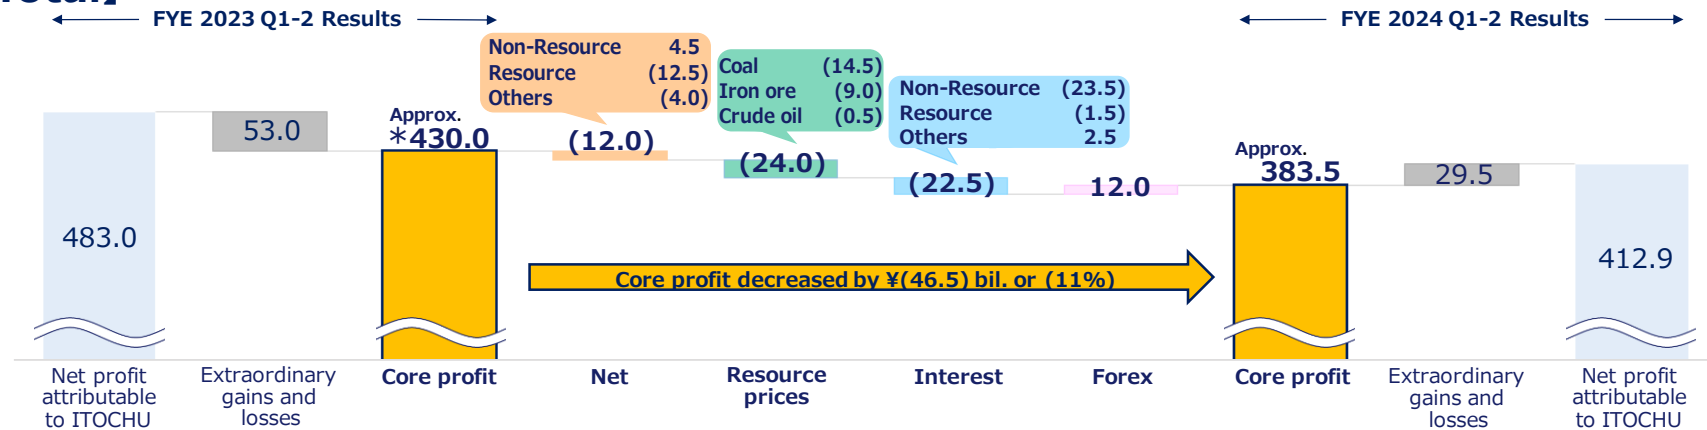 FYE 2023 Q1-2 Results
FYE 2024 Q1-2 Results
Non-Resource 4.5
Resource (12.5)
Others (4.0)
Coal (14.5)
Iron ore (9.0)
Crude oil (0.5)
Non-Resource (23.5)
Resource (1.5)
Others 2.5
483.0
53.0
Approx.
*430.0
(12.0)
(24.0)
(22.5)
12.0
Approx.
383.5
29.5
412.9
Core profit decreased by ¥(46.5) bil. or (11%)
Net profit
attributable
to ITOCHU
Extraordinary
gains and
losses
Core profit
Net
Resource
prices
Interest
Forex
Core profit
Extraordinary
gains and
losses
Net profit
attributable
to ITOCHU